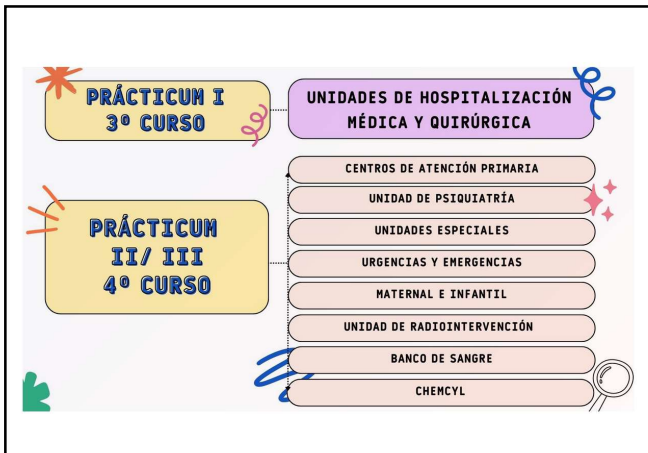 PRÁCTICUM I
3º CURSO
UNIDADES DE HOSPITALIZACIÓN
MÉDICA Y QUIRÚRGICA
PRÁCTICUM
II/ III
4º CURSO
CENTROS DE ATENCIÓN PRIMARIA
UNIDAD DE PSIQUIATRÍA
UNIDADES ESPECIALES
URGENCIAS Y EMERGENCIAS
MATERNAL E INFANTIL
UNIDAD DE RADIOINTERVENCIÓN
BANCO DE SANGRE
CHEMCYL